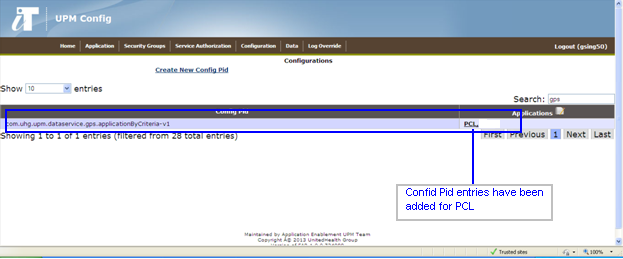 iT
UPM Config
Home Application Security Groups Service Authorization Configuration Data Log Override Logout (gsing50)
Configurations
Create New Config Pid
Show 10 entries
Search: gps
Config Pid Applications
com.uhg.upm.dataservice.gps.applicationByCriteria-v1 PCL,
Showing 1 to 1 of 1 entries (filtered from 28 total entries) First Previous 1 Next Last
Confid Pid entries have been
added for PCL
Maintained by Application Enablement UPM Team
Copyright Â© 2013 UnitedHealth Group
Trusted sites 100%